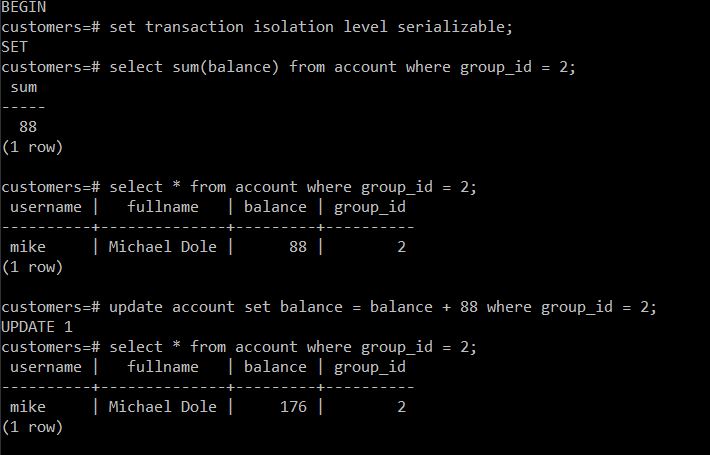 BEGIN
customers=# set transaction isolation level serializable;
SET
customers=# select sum(balance) from account where group_id = 2;
 sum
-----
  88
(1 row)

customers=# select * from account where group_id = 2;
 username |   fullname   | balance | group_id
----------+--------------+---------+----------
 mike     | Michael Dole |      88 |        2
(1 row)

customers=# update account set balance = balance + 88 where group_id = 2;
UPDATE 1
customers=# select * from account where group_id = 2;
 username |   fullname   | balance | group_id
----------+--------------+---------+----------
 mike     | Michael Dole |     176 |        2
(1 row)